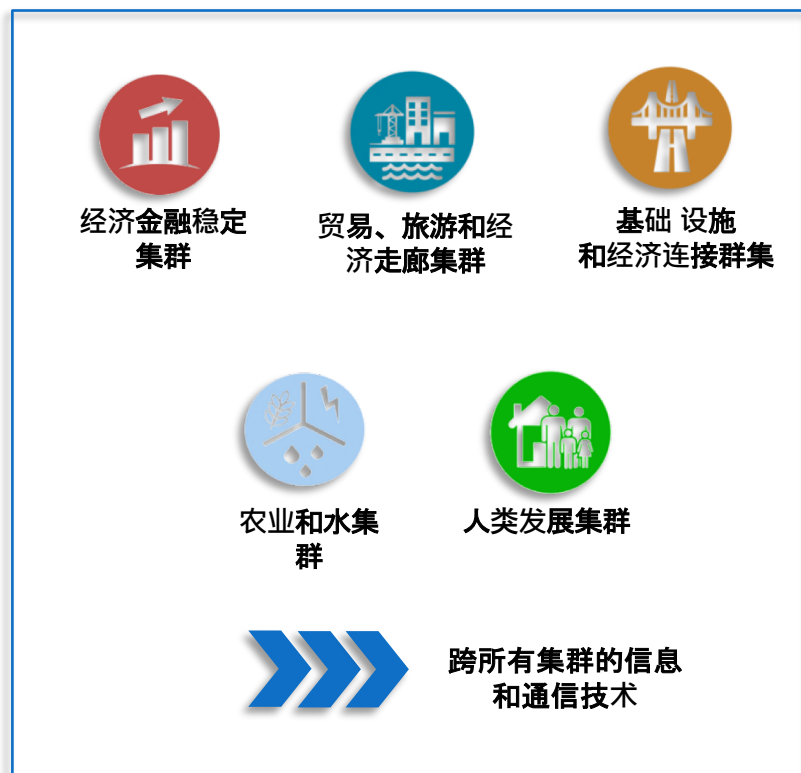 经济金融稳定
集群
贸易、旅游和经
济走廊集群
基础 设施
和经济连接群集
农业和水集
群
人类发展集群
跨所有集群的信息
和通信技术